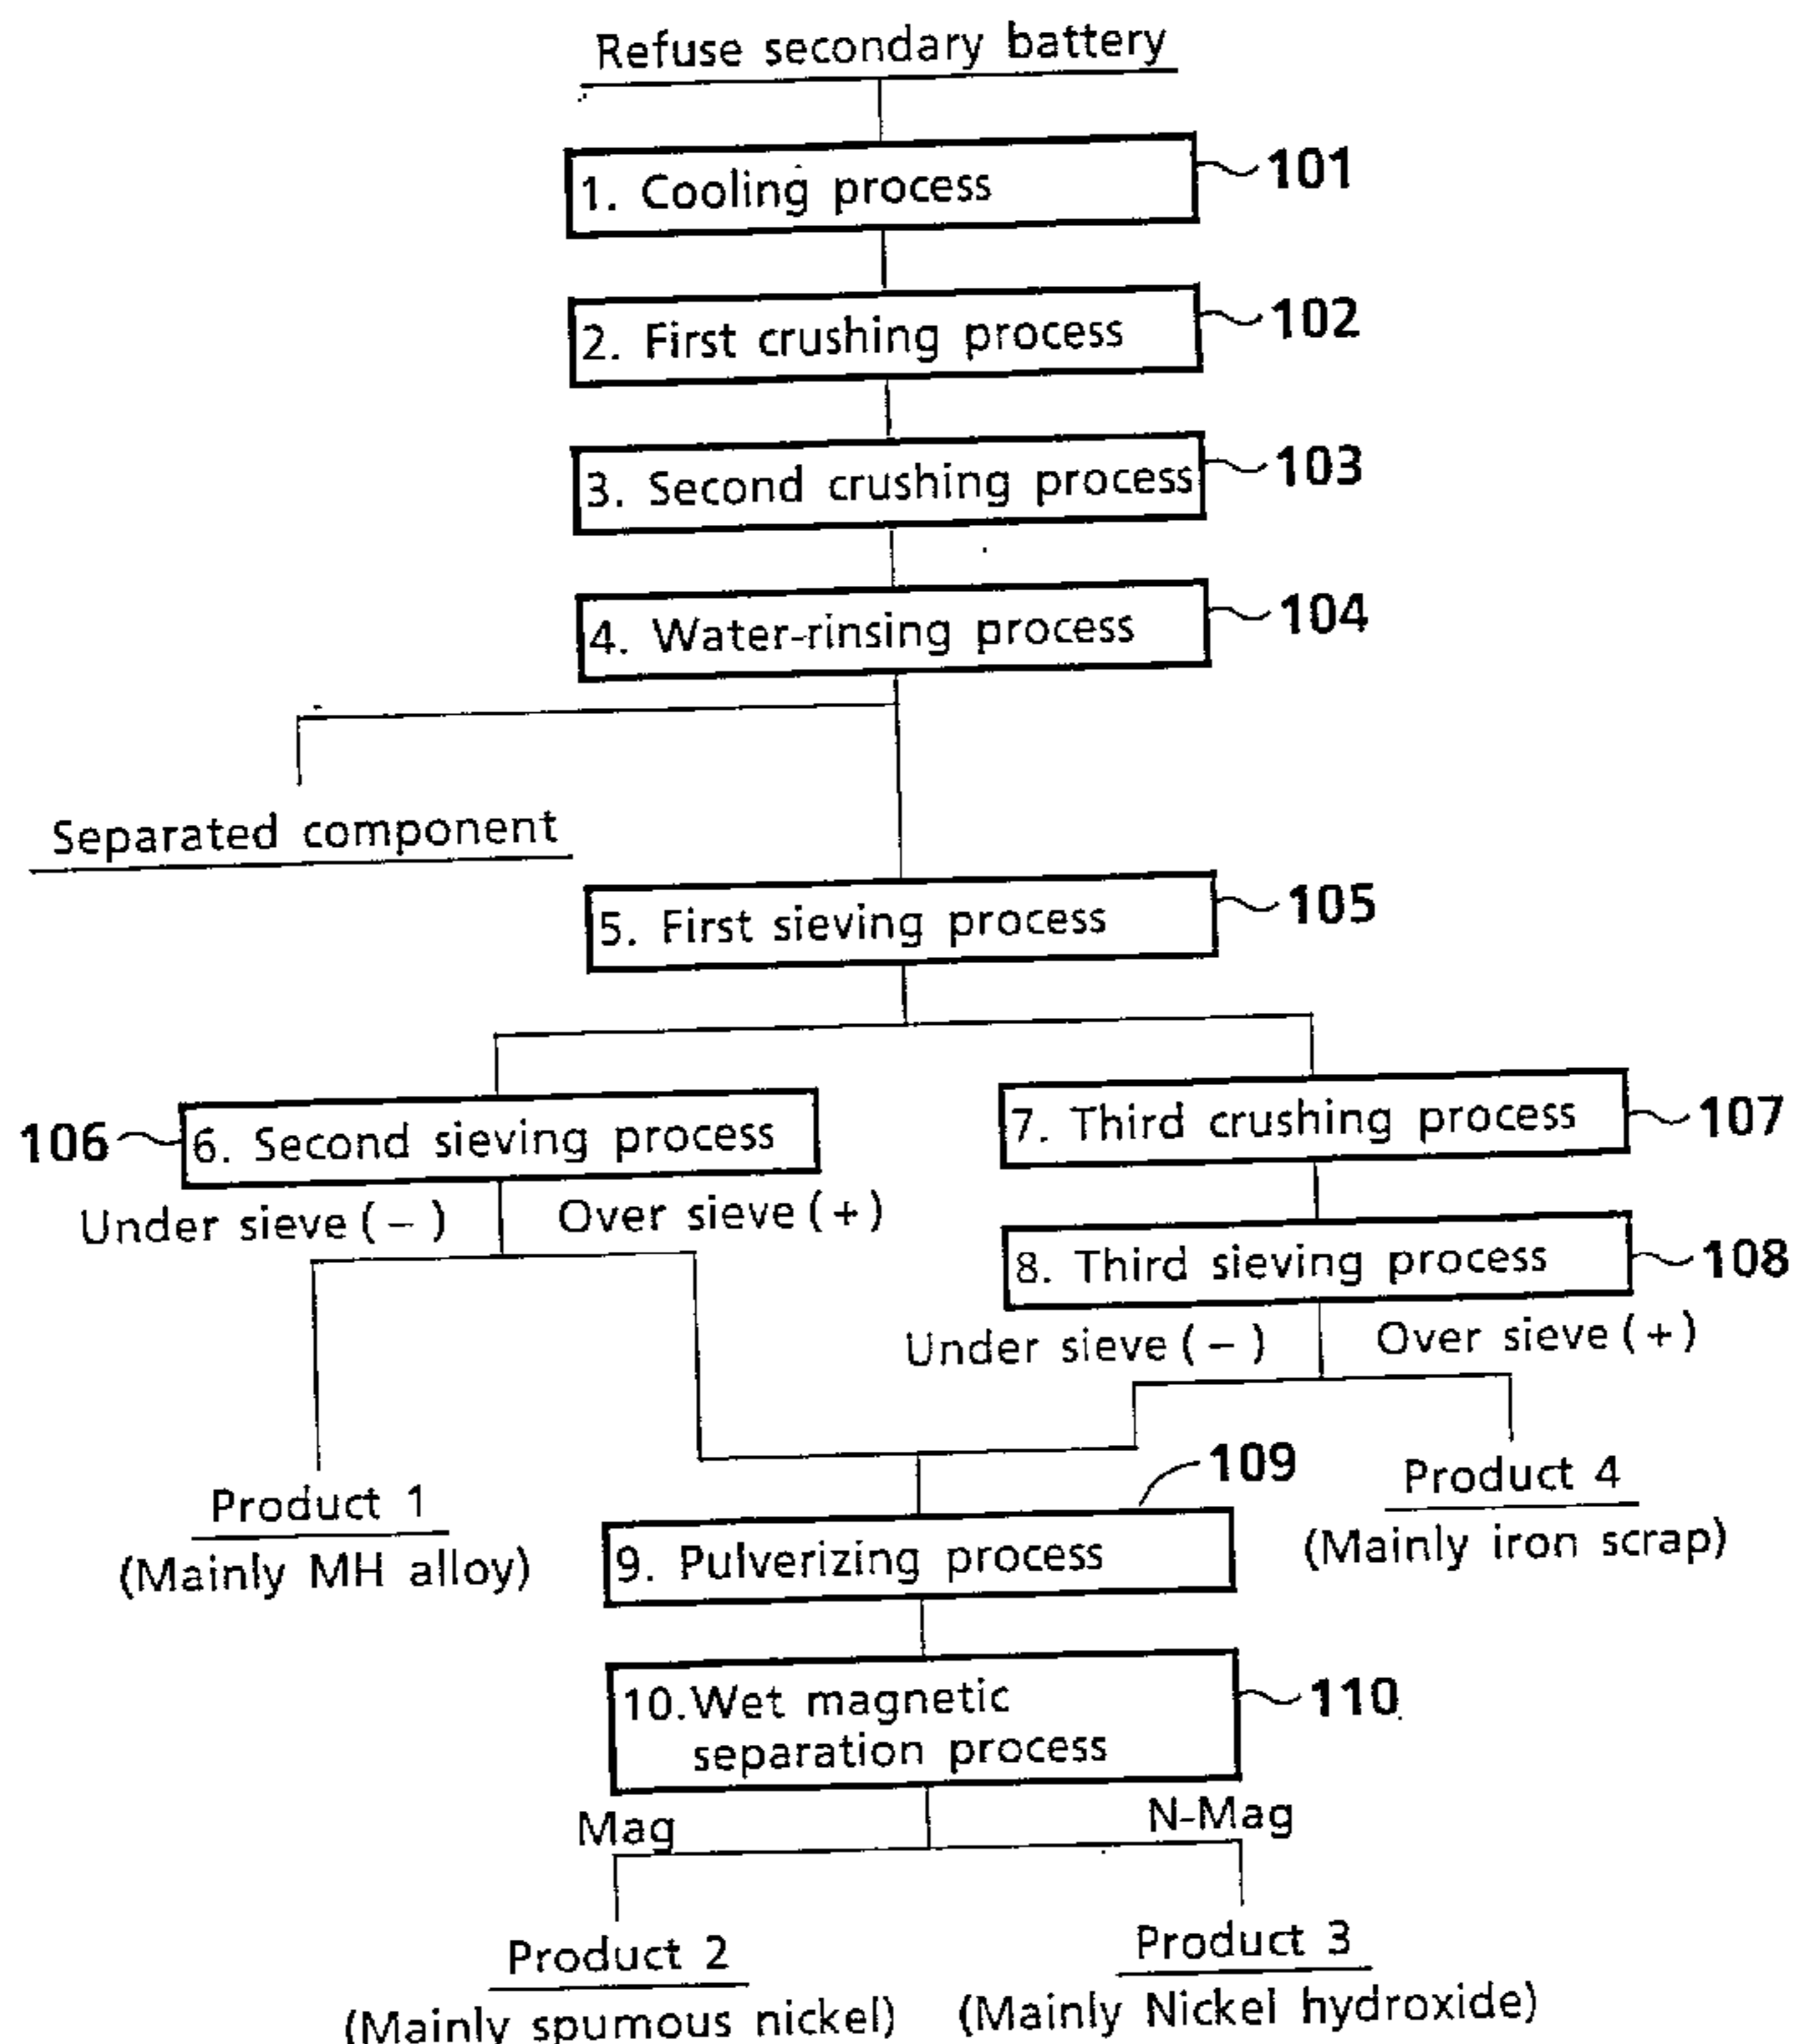 Refuse secondary battery
1. Cooling process
101
2. First crushing process
102
3. Second crushing process
103
4. Water-rinsing process
104
Separated component
5. First sieving process
105
106
6. Second sieving process
7. Third crushing process
107
Under sieve (-)
Over sieve (+)
8. Third sieving process
108
Under sieve (-)
Over sieve (+)
109
Product 1
(Mainly MH alloy)
Product 4
(Mainly iron scrap)
9. Pulverizing process
10. Wet magnetic
separation process
110
Mag
N-Mag
Product 2
(Mainly spumous nickel)
Product 3
(Mainly Nickel hydroxide)